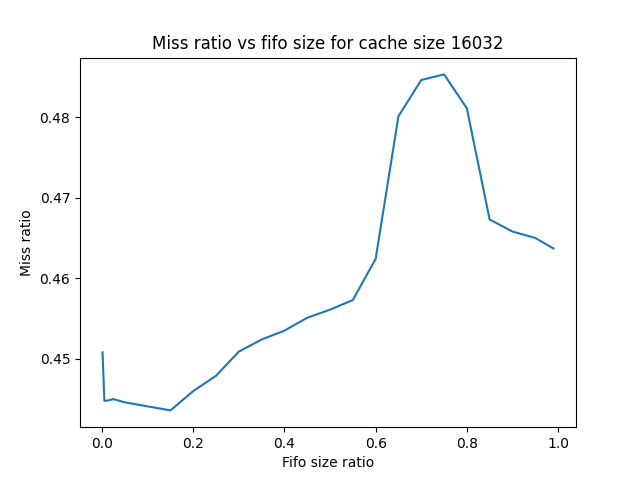 Miss ratio vs fifo size for cache size 16032
0.48
0.47
0.46
0.45
Miss ratio
0.0 0.2 0.4 0.6 0.8 1.0
Fifo size ratio